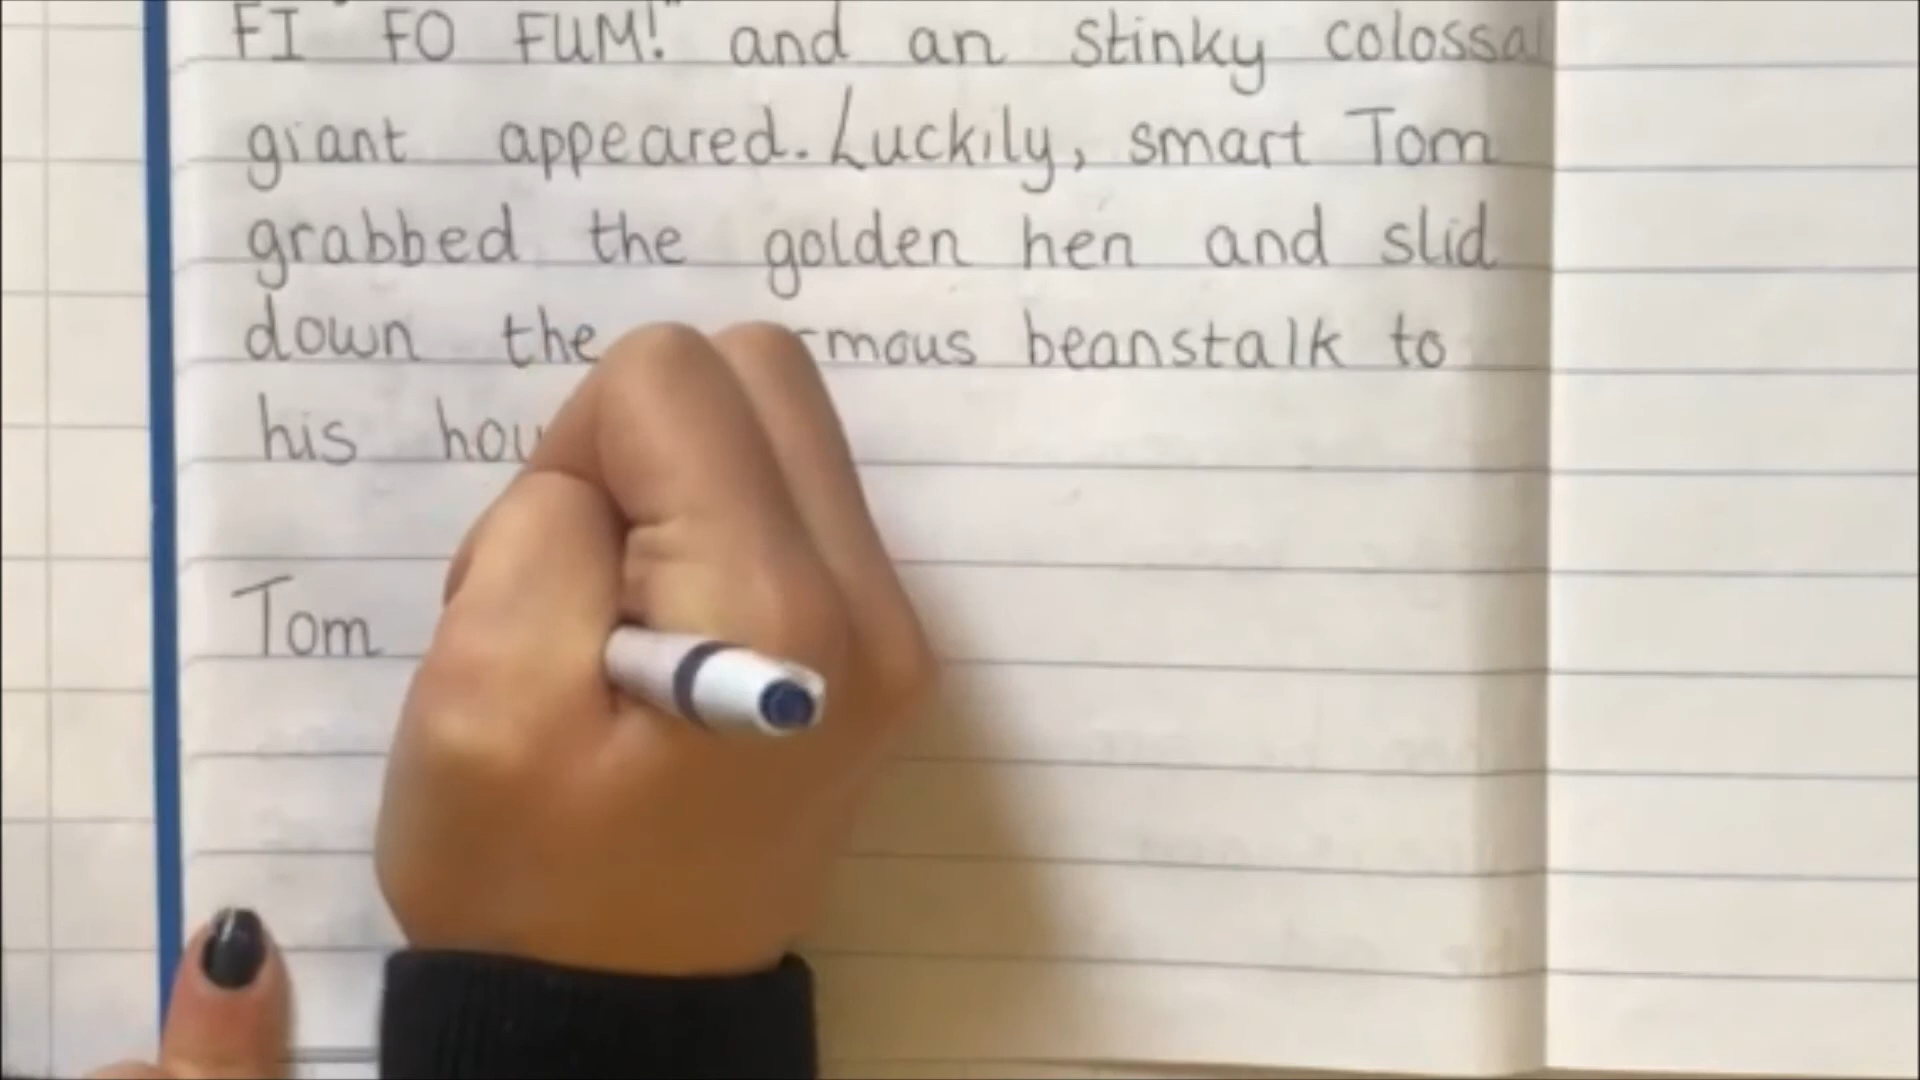 FI FO FUM!" and an stinky colossal
giant appeared. Luckily, smart Tom
grabbed the golden hen and slid
down the beanstalk to
his
Tom